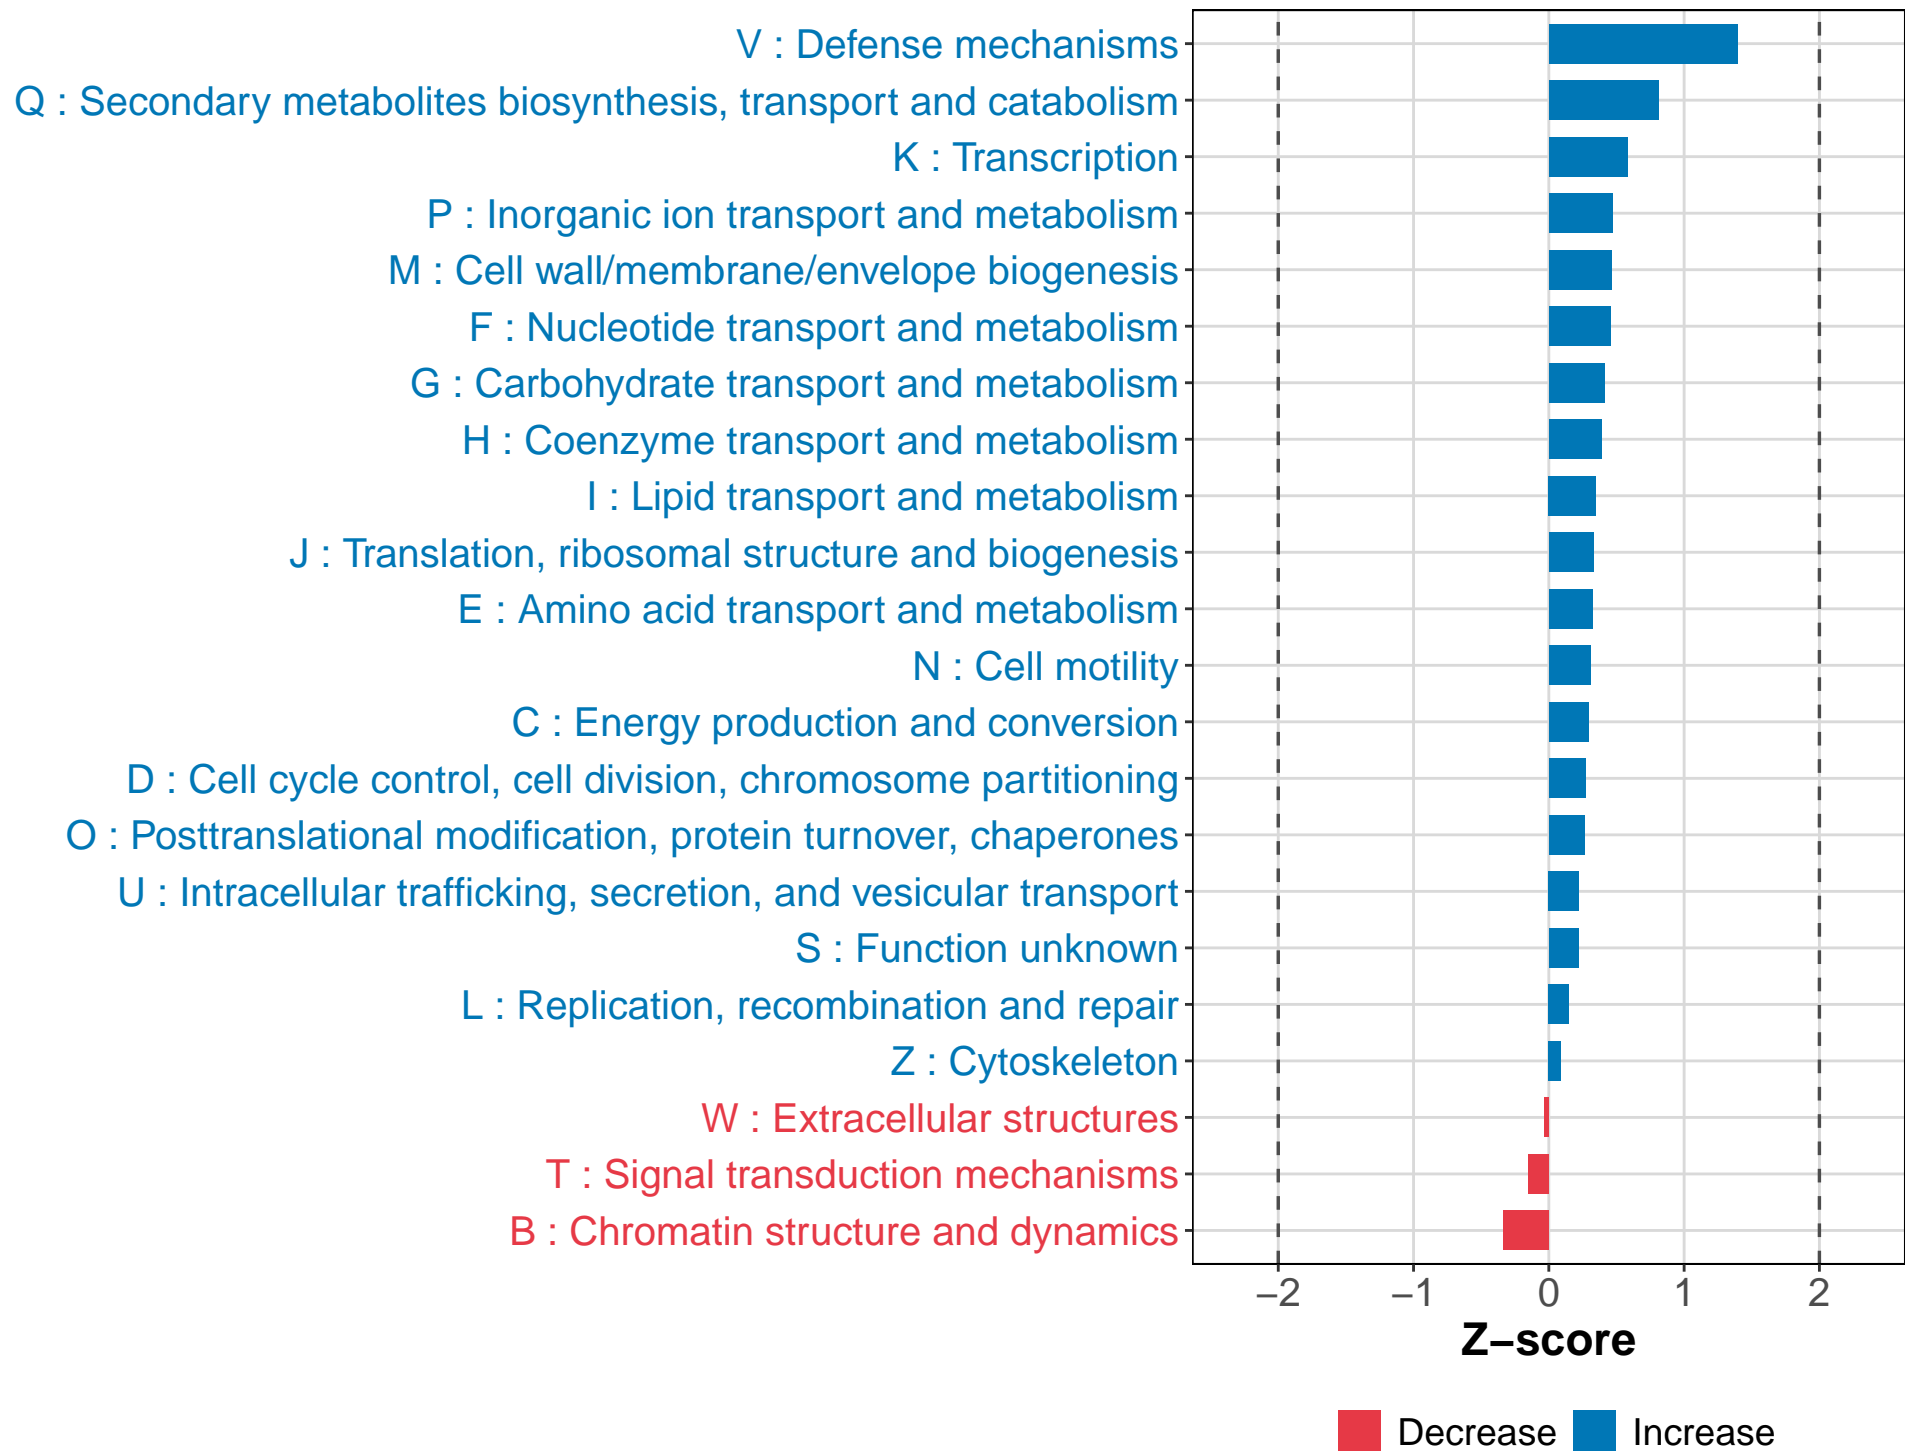 V : Defense mechanisms
Q : Secondary metabolites biosynthesis, transport and catabolism
K : Transcription
P : Inorganic ion transport and metabolism
M : Cell wall/membrane/envelope biogenesis
F : Nucleotide transport and metabolism
G : Carbohydrate transport and metabolism
H : Coenzyme transport and metabolism
I : Lipid transport and metabolism
J : Translation, ribosomal structure and biogenesis
E : Amino acid transport and metabolism
N : Cell motility
C : Energy production and conversion
D : Cell cycle control, cell division, chromosome partitioning
O : Posttranslational modification, protein turnover, chaperones
U : Intracellular trafficking, secretion, and vesicular transport
S : Function unknown
L : Replication, recombination and repair
Z : Cytoskeleton
W : Extracellular structures
T : Signal transduction mechanisms
B : Chromatin structure and dynamics
−2 −1 0 1 2
Z−score
Decrease Increase